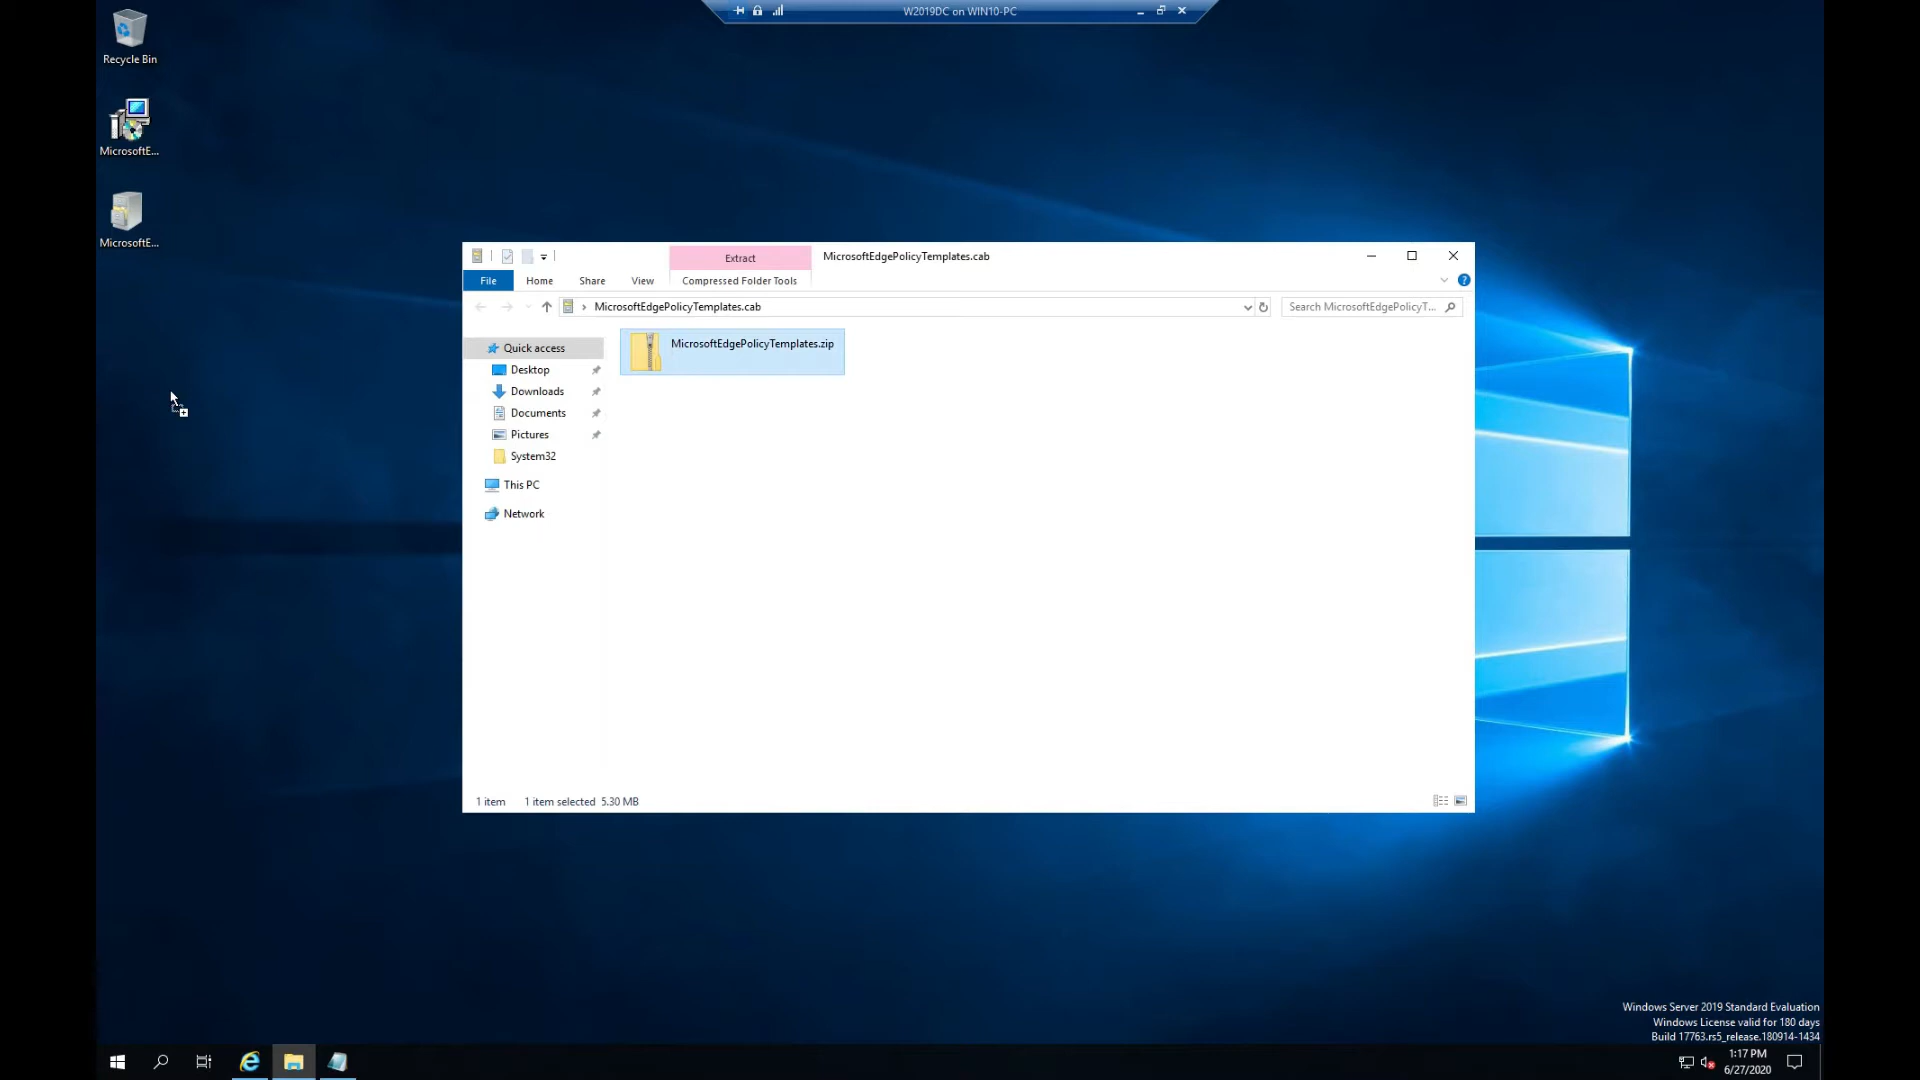 W2019DC on WIN10-PC
Recycle Bin
MicrosoftE...
MicrosoftE...
Extract
MicrosoftEdgePolicyTemplates.cab
File
Home
Share
View
Compressed Folder Tools
MicrosoftEdgePolicyTemplates.cab
Search MicrosoftEdgePolicyT...
Quick access
Desktop
Downloads
Documents
Pictures
System32
This PC
Network
MicrosoftEdgePolicyTemplates.zip
1 item
1 item selected 5.30 MB
Windows Server 2019 Standard Evaluation
Windows License valid for 180 days
Build 17763.rs5_release.180914-1434
1:17 PM
6/27/2020